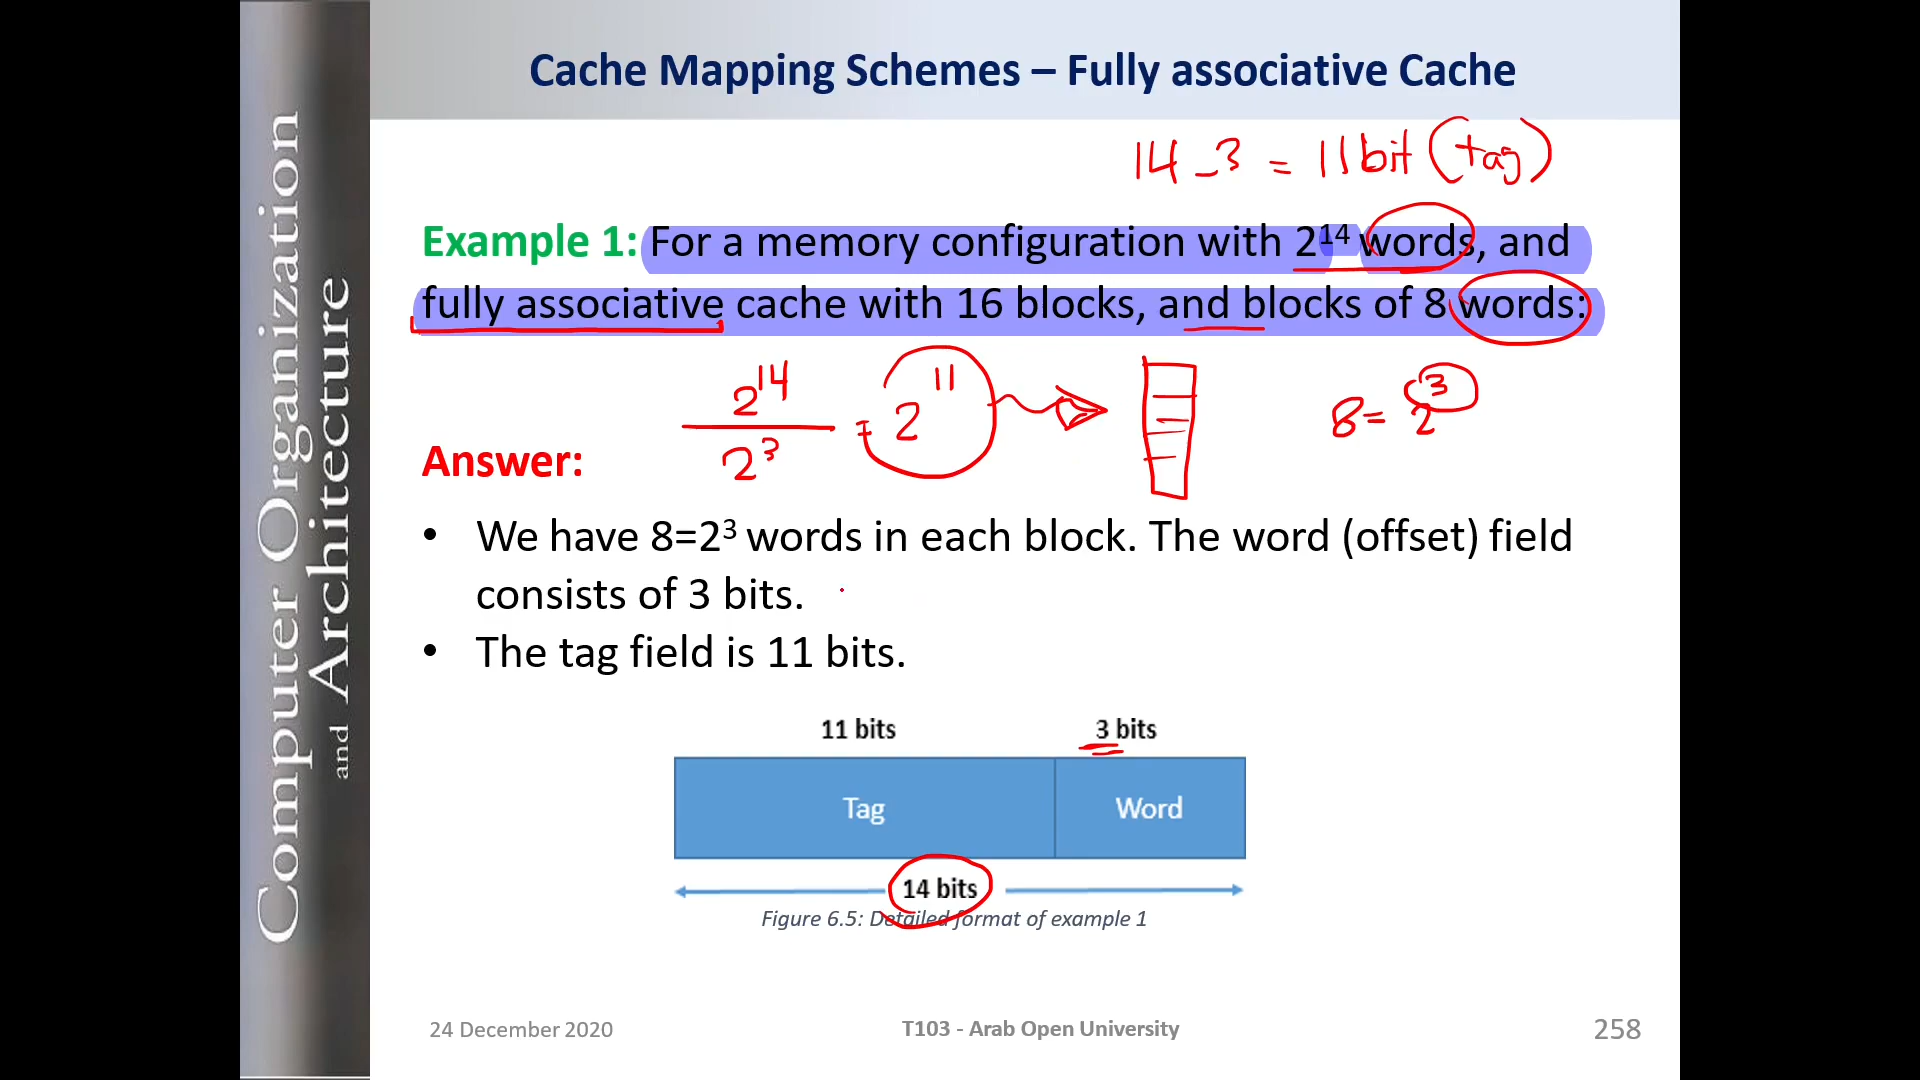 Computer Organization
and Architecture
Cache Mapping Schemes – Fully associative Cache
14 - 3 = 11 bit (tag)
Example 1: For a memory configuration with 2¹⁴ words, and
fully associative cache with 16 blocks, and blocks of 8 words:
2¹⁴
2³
= 2¹¹
8 = 2³
Answer:
• We have 8=2³ words in each block. The word (offset) field
consists of 3 bits.
• The tag field is 11 bits.
11 bits 3 bits
Tag Word
14 bits
Figure 6.5: Detailed format of example 1
24 December 2020 T103 - Arab Open University 258